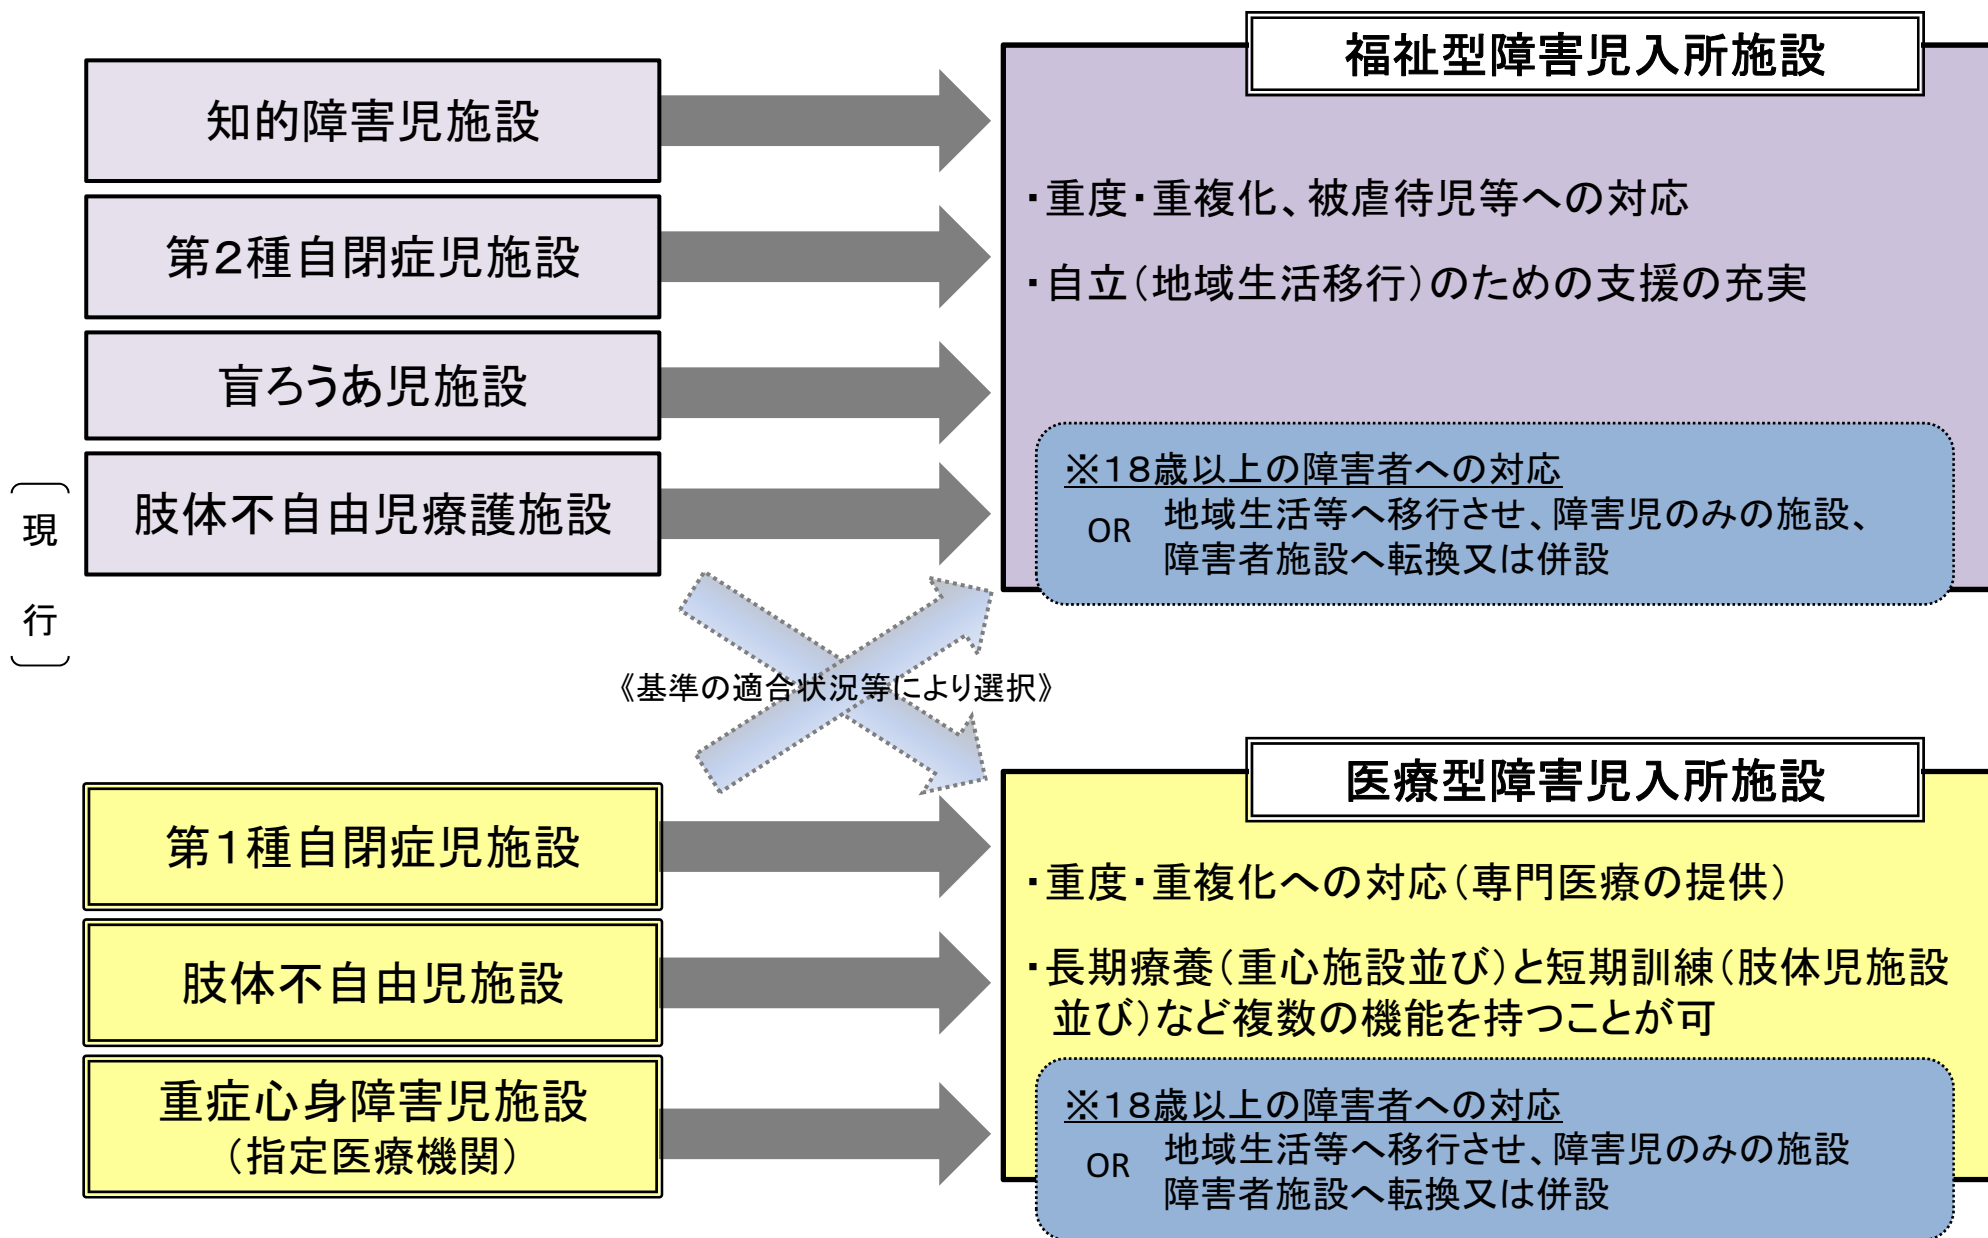 現
行
知的障害児施設
第2種自閉症児施設
盲ろうあ児施設
肢体不自由児療護施設
福祉型障害児入所施設
・重度・重複化、被虐待児等への対応
・自立(地域生活移行)のための支援の充実
※18歳以上の障害者への対応
OR
地域生活等へ移行させ、障害児のみの施設、
障害者施設へ転換又は併設
《基準の適合状況等により選択》
第1種自閉症児施設
肢体不自由児施設
重症心身障害児施設
(指定医療機関)
医療型障害児入所施設
・重度・重複化への対応(専門医療の提供)
・長期療養(重心施設並び)と短期訓練(肢体児施設
並び)など複数の機能を持つことが可
※18歳以上の障害者への対応
OR
地域生活等へ移行させ、障害児のみの施設
障害者施設へ転換又は併設